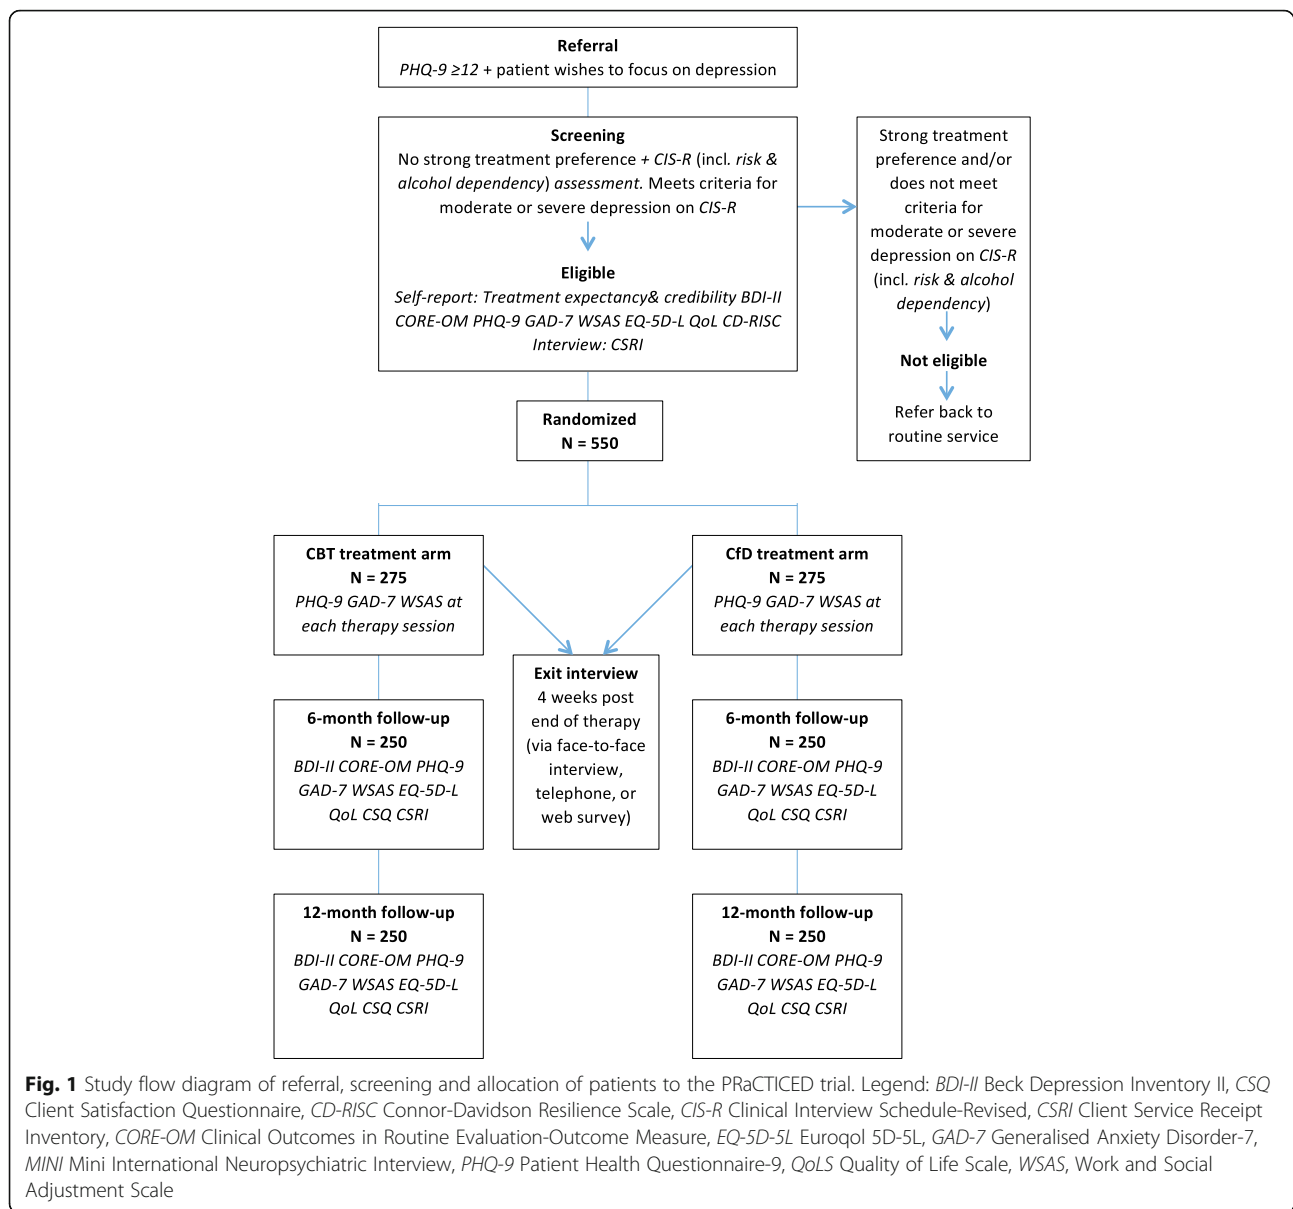 Referral
PHQ-9 ≥12 + patient wishes to focus on depression
Screening
No strong treatment preference + CIS-R (incl. risk &
alcohol dependency) assessment. Meets criteria for
moderate or severe depression on CIS-R
Eligible
Self-report: Treatment expectancy& credibility BDI-II
CORE-OM PHQ-9 GAD-7 WSAS EQ-5D-L QoL CD-RISC
Interview: CSRI
Strong treatment
preference and/or
does not meet
criteria for
moderate or severe
depression on CIS-R
(incl. risk & alcohol
dependency)
Not eligible
Refer back to
routine service
Randomized
N = 550
CBT treatment arm
N = 275
PHQ-9 GAD-7 WSAS at
each therapy session
CfD treatment arm
N = 275
PHQ-9 GAD-7 WSAS at
each therapy session
Exit interview
4 weeks post
end of therapy
(via face-to-face
interview,
telephone, or
web survey)
6-month follow-up
N = 250
BDI-II CORE-OM PHQ-9
GAD-7 WSAS EQ-5D-L
QoL CSQ CSRI
6-month follow-up
N = 250
BDI-II CORE-OM PHQ-9
GAD-7 WSAS EQ-5D-L
QoL CSQ CSRI
12-month follow-up
N = 250
BDI-II CORE-OM PHQ-9
GAD-7 WSAS EQ-5D-L
QoL CSQ CSRI
12-month follow-up
N = 250
BDI-II CORE-OM PHQ-9
GAD-7 WSAS EQ-5D-L
QoL CSQ CSRI
Fig. 1 Study flow diagram of referral, screening and allocation of patients to the PRaCTICED trial. Legend: BDI-II Beck Depression Inventory II, CSQ
Client Satisfaction Questionnaire, CD-RISC Connor-Davidson Resilience Scale, CIS-R Clinical Interview Schedule-Revised, CSRI Client Service Receipt
Inventory, CORE-OM Clinical Outcomes in Routine Evaluation-Outcome Measure, EQ-5D-5L Euroqol 5D-5L, GAD-7 Generalised Anxiety Disorder-7,
MINI Mini International Neuropsychiatric Interview, PHQ-9 Patient Health Questionnaire-9, QoLS Quality of Life Scale, WSAS, Work and Social
Adjustment Scale